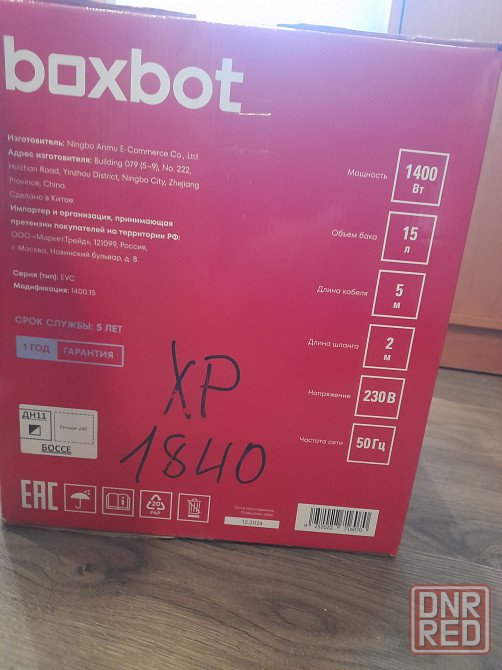 boxbot
Изготовитель: Ningbo Anmu E-Commerce Co., Ltd.
Адрес изготовителя: Building 079 (5-9), No. 222,
Huizhan Road, Yinzhou District, Ningbo City, Zhejiang
Province, China.
Сделано в Китае
Импортер и организация, принимающая
претензии покупателей на территории РФ:
ООО «МаркетТрейд», 121099, Россия,
г. Москва, Новинский бульвар, д. 8.
Серия (тип): EVC
Модификация: 1400.15
СРОК СЛУЖБЫ: 5 ЛЕТ
1 ГОД ГАРАНТИЯ
Мощность
1400
Вт
Объем бака
15
л
Длина кабеля
5
м
Длина шланга
2
м
Напряжение
230В
Частота сети
50Гц
ХР
1840
ДН11
БОССЕ
EAC
20
PAP
12.2024
DNR
RED